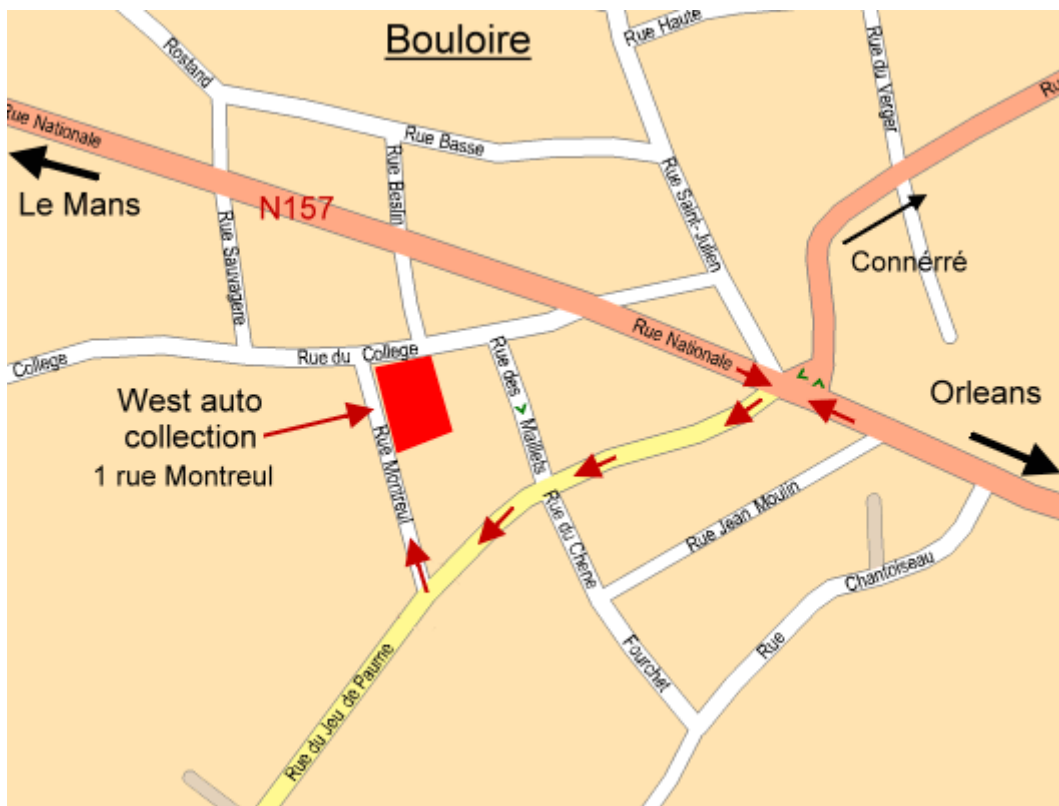 Bouloire
Rue Haute
Rostand
Rue du Verger
Rue Nationale
Ru
Rue Basse
Le Mans
N157
Rue Beslin
Rue Saint-Julien
Rue Sauvagere
Connérré
Rue Nationale
College
Rue du College
Rue des Maillets
Orleans
West auto
collection
1 rue Montreul
Rue Montreul
Rue Jean Moulin
Rue du Chene
Chantoiseau
Rue
Fourchet
Rue du Jeu de Paume